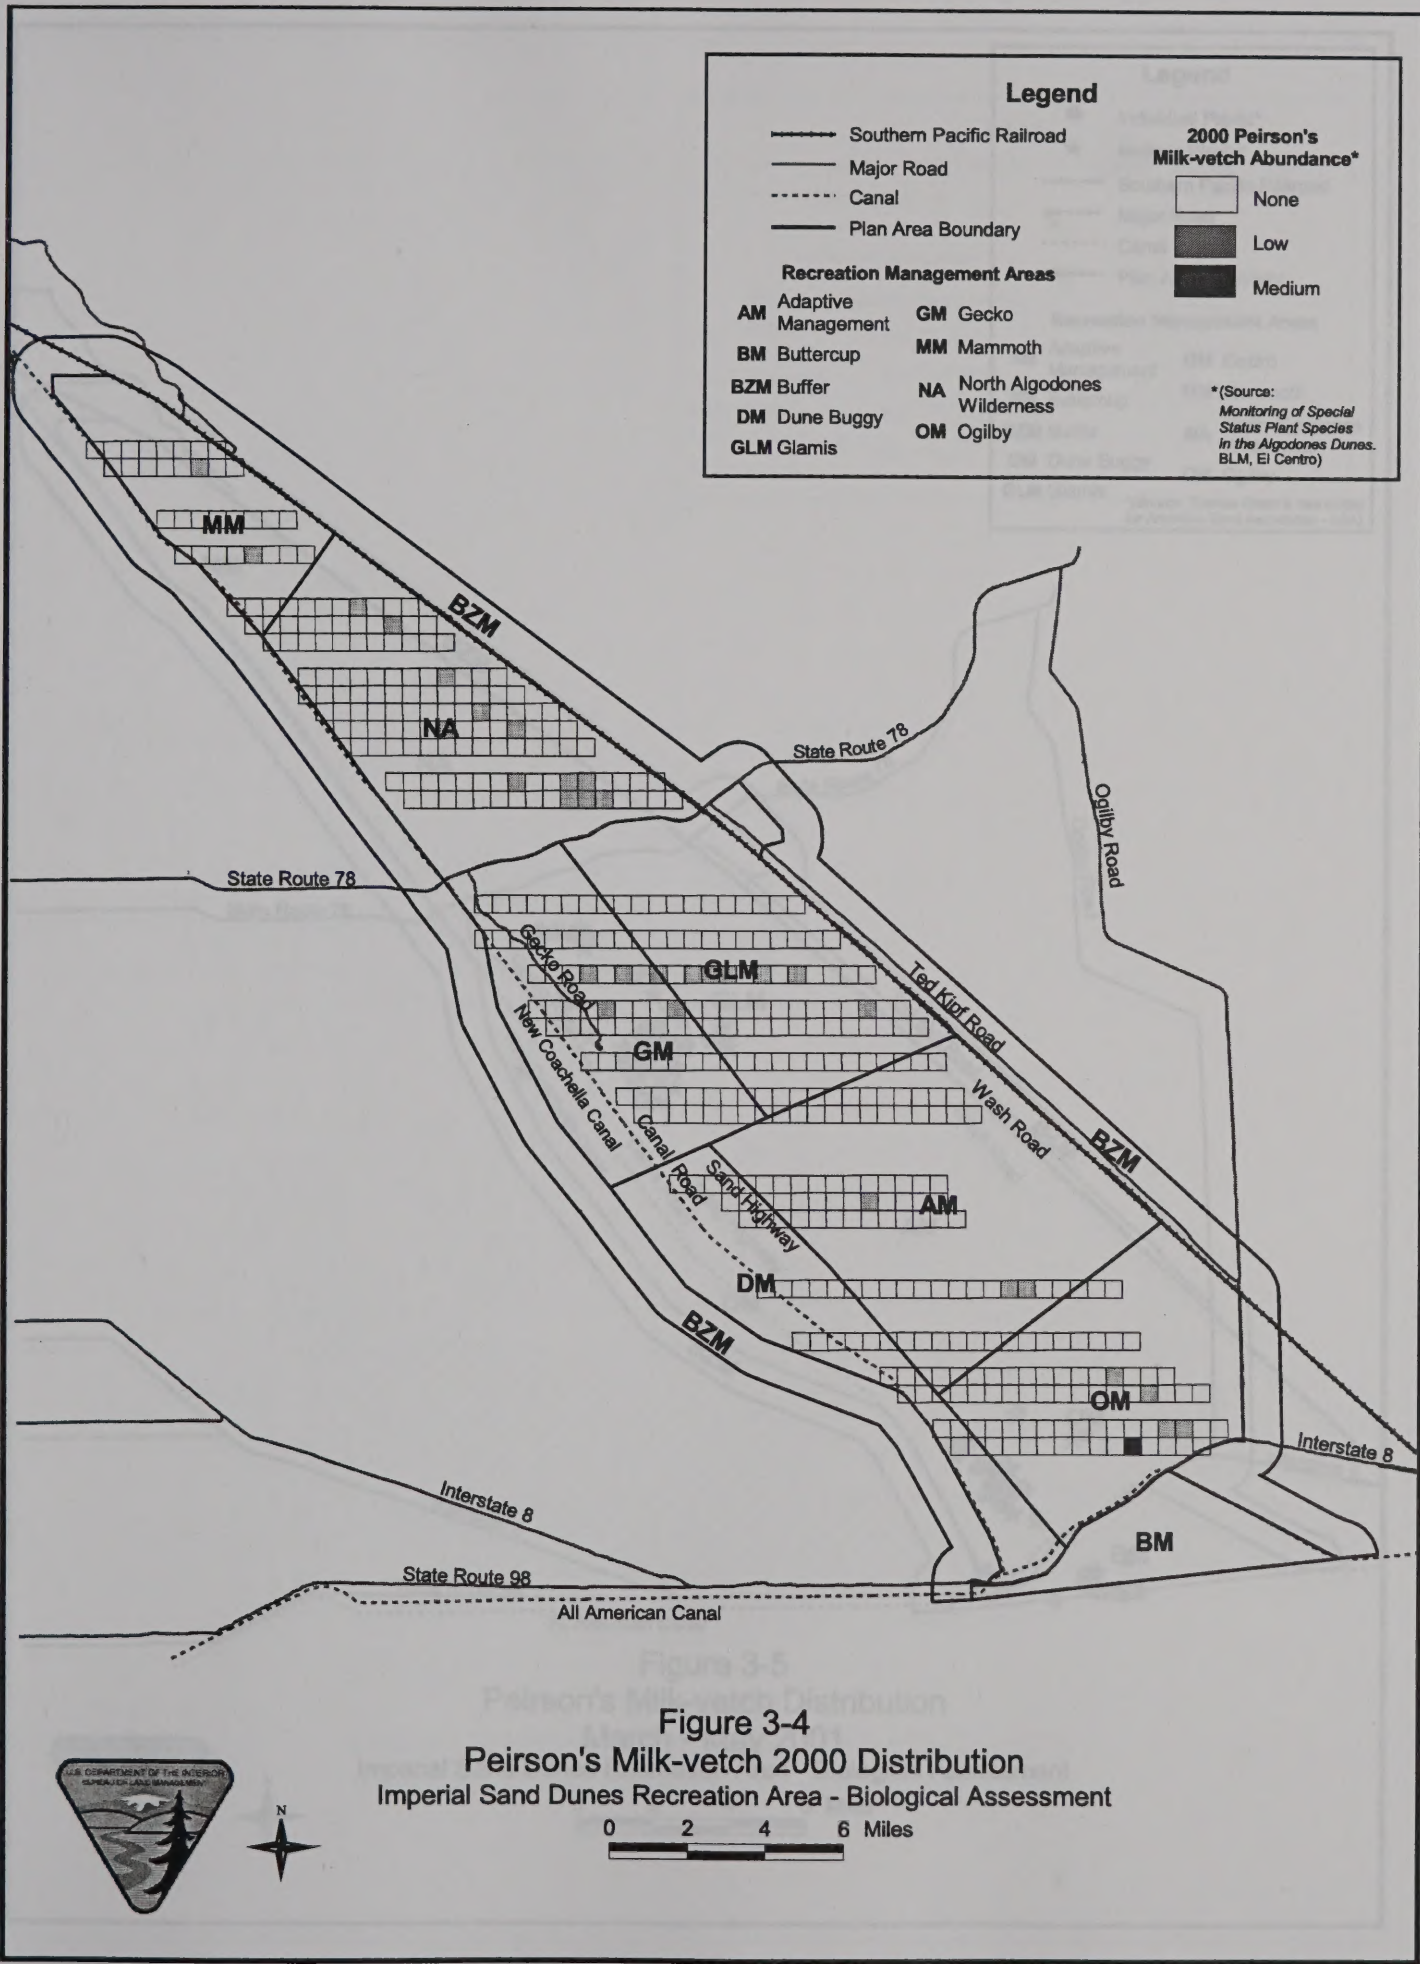 Legend
Southern Pacific Railroad
Major Road
Canal
Plan Area Boundary
2000 Peirson's
Milk-vetch Abundance*
None
Low
Medium
Recreation Management Areas
AM Adaptive
Management
BM Buttercup
BZM Buffer
DM Dune Buggy
GLM Glamis
GM Gecko
MM Mammoth
NA North Algodones
Wilderness
OM Ogilby
*(Source:
Monitoring of Special
Status Plant Species
in the Algodones Dunes.
BLM, El Centro)
MM
BZM
NA
State Route 78
Ogilby Road
State Route 78
Gecko Road
GLM
Ted Kipf Road
New Coachella Canal
GM
Wash Road
Canal Road
Sand Highway
BZM
AM
DM
BZM
OM
Interstate 8
Interstate 8
BM
State Route 98
All American Canal
Figure 3-4
Peirson's Milk-vetch 2000 Distribution
Imperial Sand Dunes Recreation Area - Biological Assessment
U.S. DEPARTMENT OF THE INTERIOR
BUREAU OF LAND MANAGEMENT
N
0 2 4 6 Miles